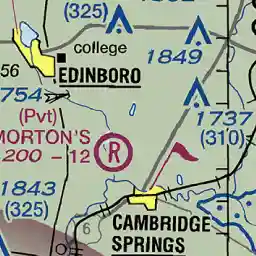 (325)
college
1849
56
EDINBORO
754
(Pvt)
1737
(310)
MORTON'S
200 - 12
R
1843
(325)
CAMBRIDGE
SPRINGS
6